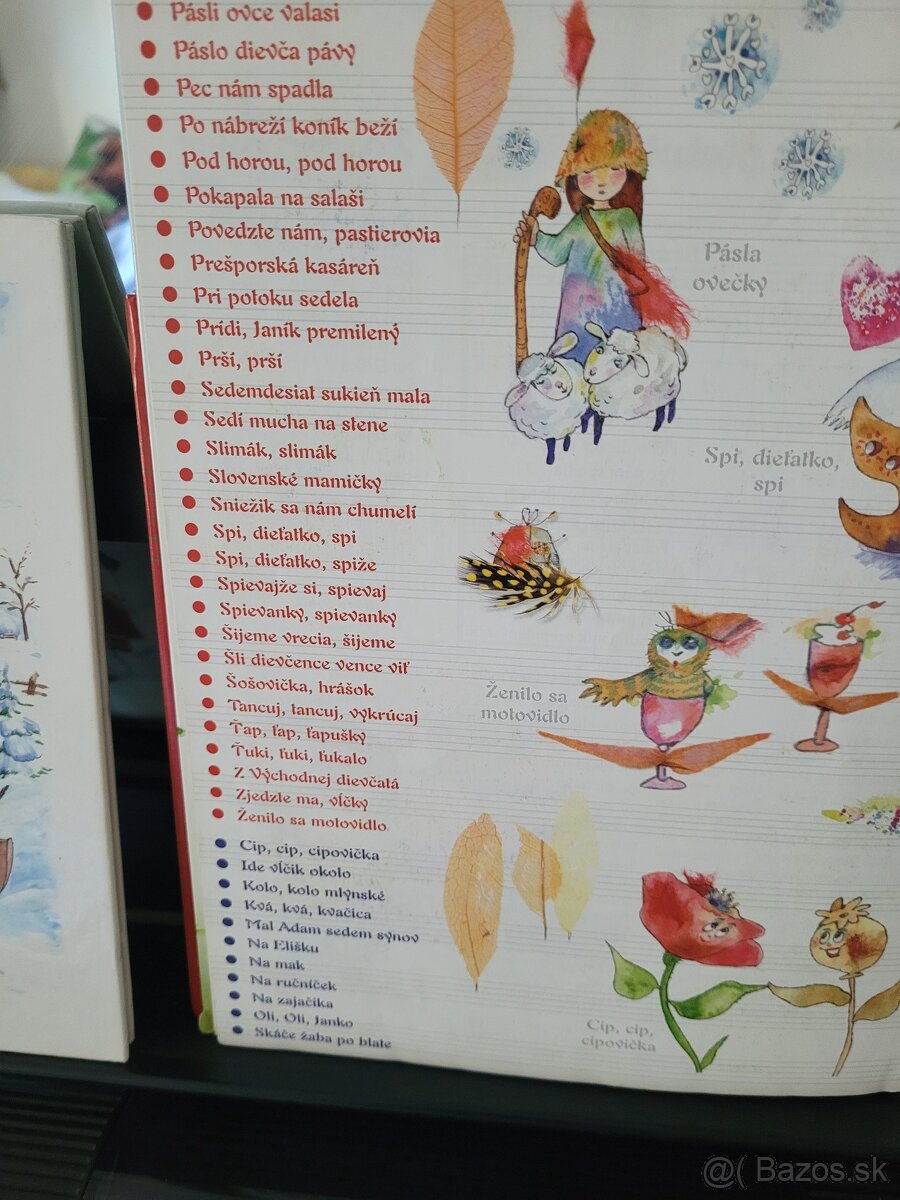 Pásli ovce valasi
Páslo dievča pávy
Pec nám spadla
Po nábreží koník beží
Pod horou, pod horou
Pokapala na salaši
Povedzte nám, pastierovia
Prešporská kasáreň
Pri potoku sedela
Prídi, Janík premilený
Prší, prší
Sedemdesiat sukieň mala
Sedí mucha na stene
Slimák, slimák
Slovenské mamičky
Sniežik sa nám chumelí
Spi, dieťatko, spi
Spi, dieťatko, spiže
Spievajže si, spievaj
Spievanky, spievanky
Šijeme vrecia, šijeme
Šli dievčence vence viť
Šošovička, hrášok
Tancuj, tancuj, vykrúcaj
Ťap, ťap, ťapušky
Ťuki, ťuki, ťukalo
Z Východnej dievčatá
Zjedzte ma, vĺčky
Ženilo sa motovidlo
Cip, cip, cipovička
Ide vĺčik okolo
Kolo, kolo mlynské
Kvá, kvá, kvačica
Mal Adam sedem synov
Na Elišku
Na mak
Na ručníček
Na zajačika
Oli, Oli, Janko
Skáče žaba po blate
Pásla
ovečky
Spi, dieťatko,
spi
Ženilo sa
motovidlo
Cip, cip,
cipovička
@( Bazos.sk